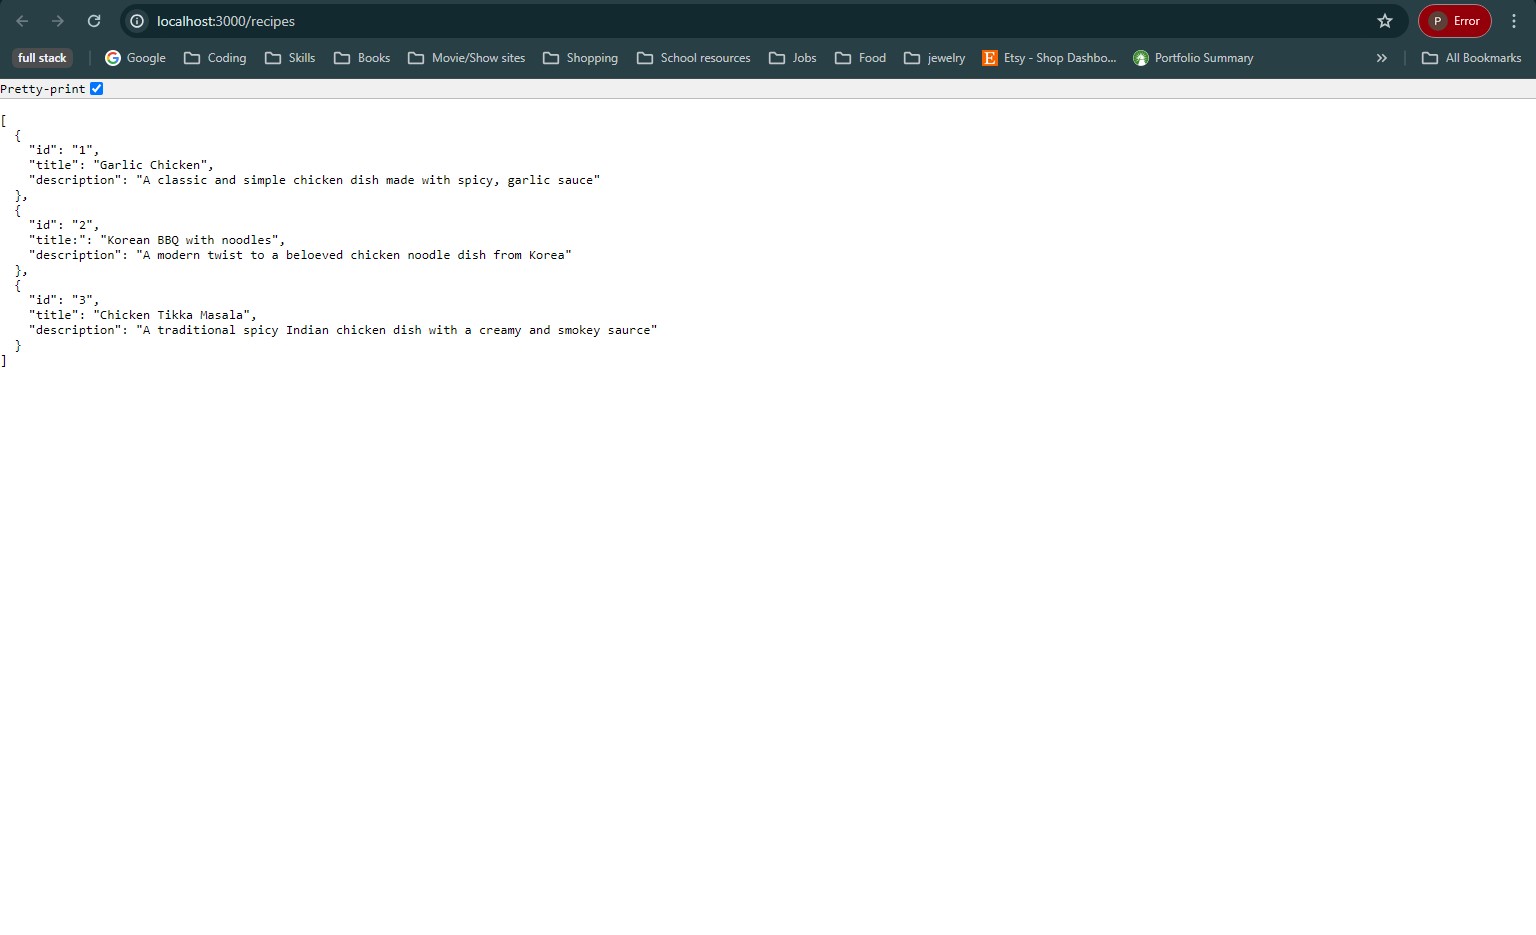 localhost:3000/recipes
P Error
full stack Google Coding Skills Books Movie/Show sites Shopping School resources Jobs Food jewelry E Etsy - Shop Dashbo... Portfolio Summary » All Bookmarks
Pretty-print
[
  {
    "id": "1",
    "title": "Garlic Chicken",
    "description": "A classic and simple chicken dish made with spicy, garlic sauce"
  },
  {
    "id": "2",
    "title:": "Korean BBQ with noodles",
    "description": "A modern twist to a beloeved chicken noodle dish from Korea"
  },
  {
    "id": "3",
    "title": "Chicken Tikka Masala",
    "description": "A traditional spicy Indian chicken dish with a creamy and smokey saurce"
  }
]